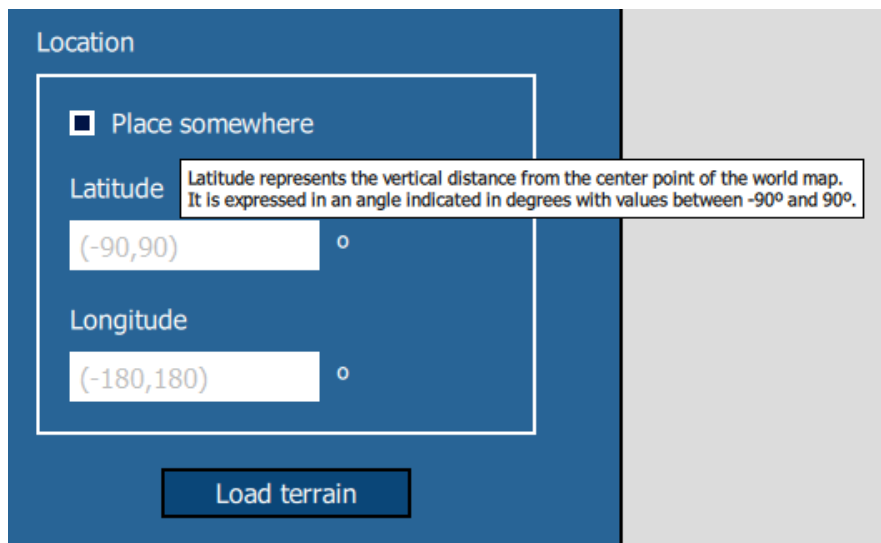 Location
Place somewhere
Latitude
Latitude represents the vertical distance from the center point of the world map.
It is expressed in an angle indicated in degrees with values between -90º and 90º.
(-90,90) º
Longitude
(-180,180) º
Load terrain